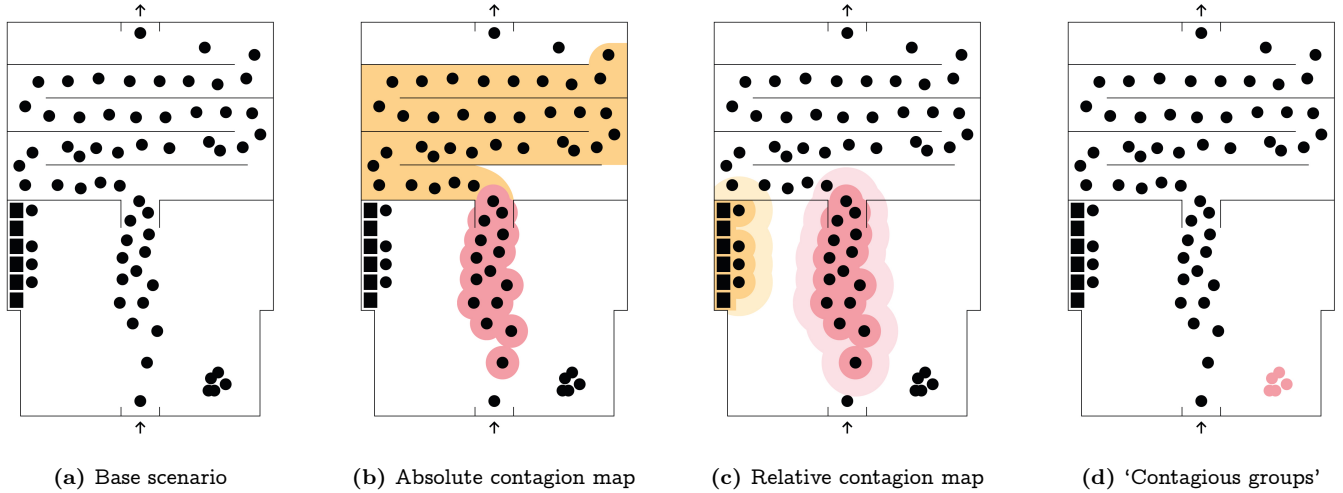 (a) Base scenario
(b) Absolute contagion map
(c) Relative contagion map
(d) ‘Contagious groups’